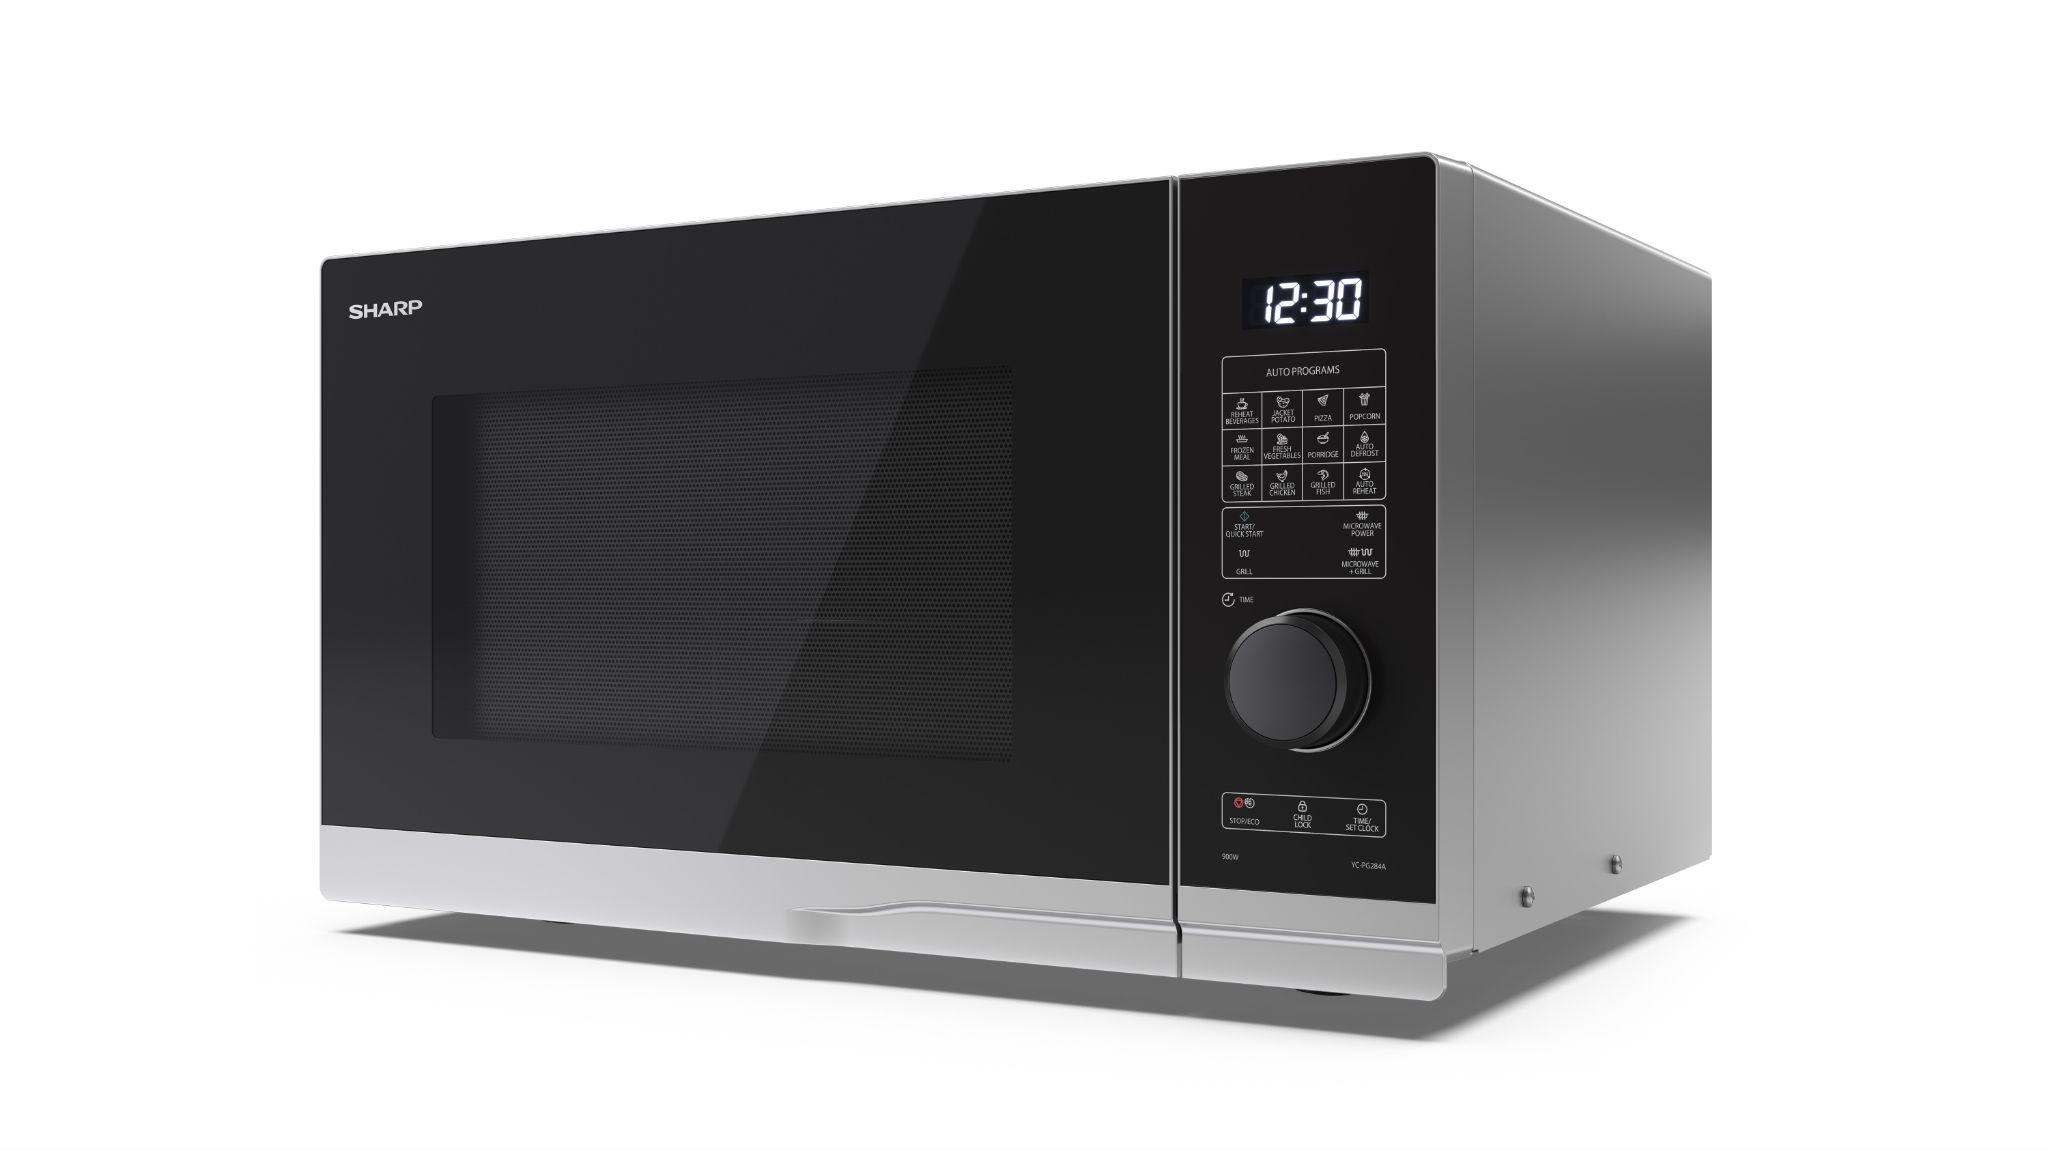 SHARP
12:30
AUTO PROGRAMS
REHEAT
BEVERAGES
JACKET
POTATO
PIZZA
POPCORN
FROZEN
MEAL
FRESH
VEGETABLES
PORRIDGE
AUTO
DEFROST
GRILLED
STEAK
GRILLED
CHICKEN
GRILLED
FISH
AUTO
REHEAT
START/
QUICK START
MICROWAVE
POWER
GRILL
MICROWAVE
+ GRILL
TIME
STOP/ECO
CHILD
LOCK
TIME/
SET CLOCK
900W
YC-PG284A